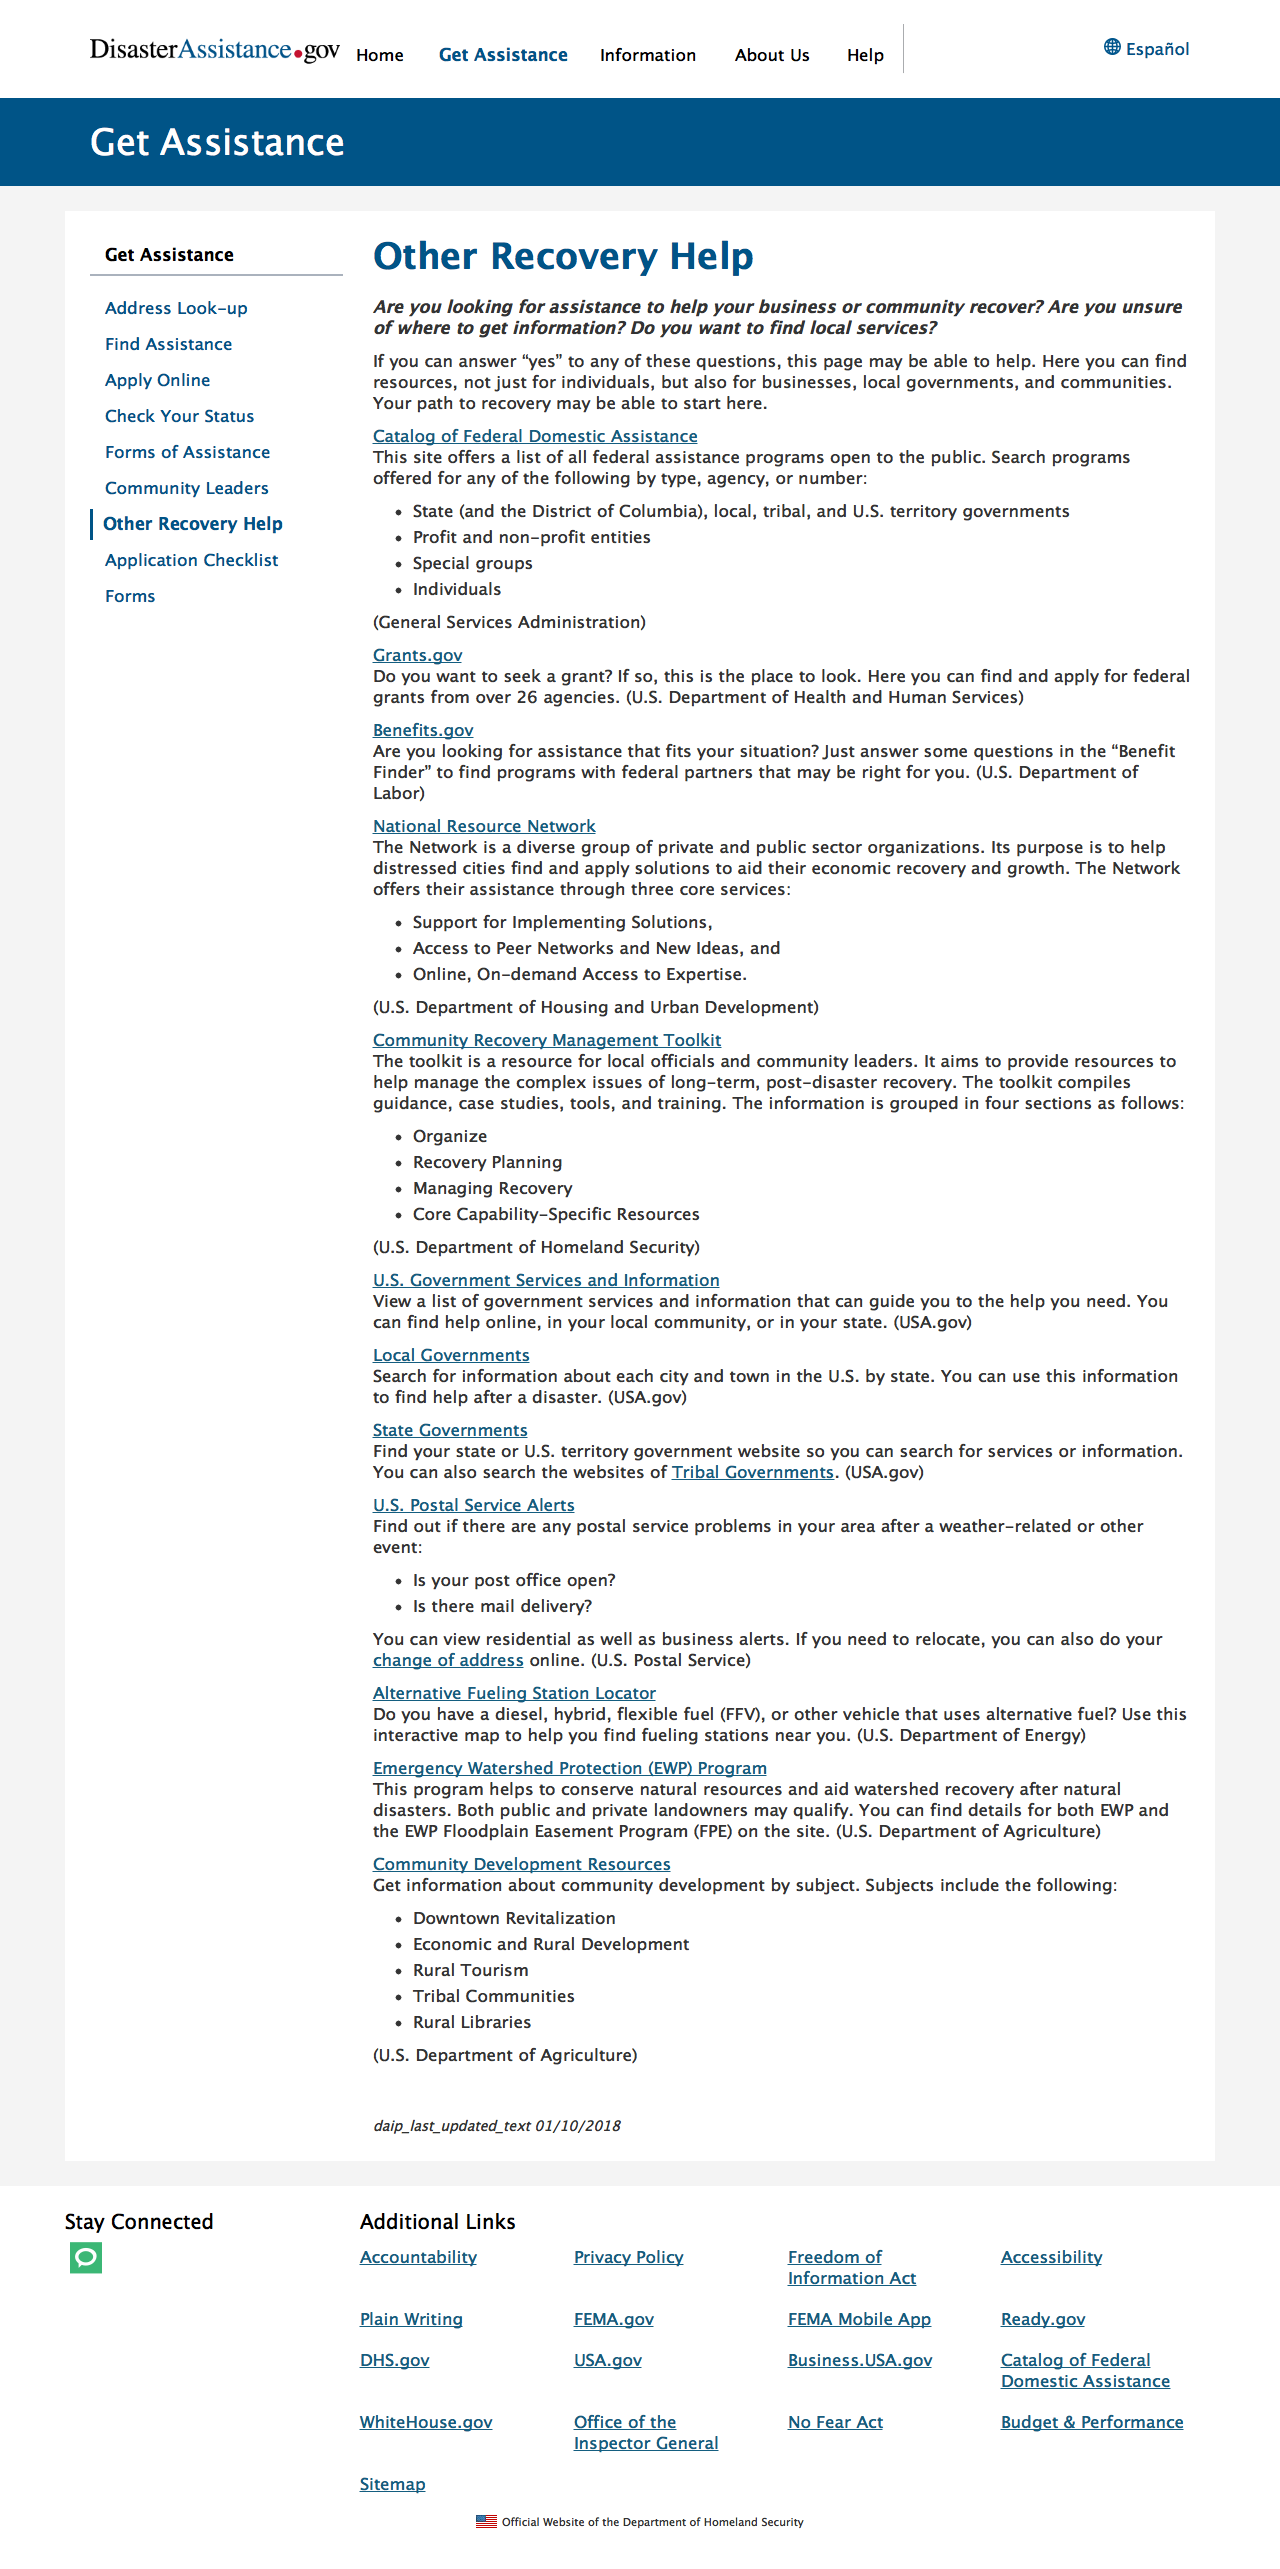 DisasterAssistance.gov Home Get Assistance Information About Us Help Español
Get Assistance
Get Assistance
Address Look-up
Find Assistance
Apply Online
Check Your Status
Forms of Assistance
Community Leaders
Other Recovery Help
Application Checklist
Forms
Other Recovery Help
Are you looking for assistance to help your business or community recover? Are you unsure
of where to get information? Do you want to find local services?
If you can answer “yes” to any of these questions, this page may be able to help. Here you can find
resources, not just for individuals, but also for businesses, local governments, and communities.
Your path to recovery may be able to start here.
Catalog of Federal Domestic Assistance
This site offers a list of all federal assistance programs open to the public. Search programs
offered for any of the following by type, agency, or number:
• State (and the District of Columbia), local, tribal, and U.S. territory governments
• Profit and non-profit entities
• Special groups
• Individuals
(General Services Administration)
Grants.gov
Do you want to seek a grant? If so, this is the place to look. Here you can find and apply for federal
grants from over 26 agencies. (U.S. Department of Health and Human Services)
Benefits.gov
Are you looking for assistance that fits your situation? Just answer some questions in the “Benefit
Finder” to find programs with federal partners that may be right for you. (U.S. Department of
Labor)
National Resource Network
The Network is a diverse group of private and public sector organizations. Its purpose is to help
distressed cities find and apply solutions to aid their economic recovery and growth. The Network
offers their assistance through three core services:
• Support for Implementing Solutions,
• Access to Peer Networks and New Ideas, and
• Online, On-demand Access to Expertise.
(U.S. Department of Housing and Urban Development)
Community Recovery Management Toolkit
The toolkit is a resource for local officials and community leaders. It aims to provide resources to
help manage the complex issues of long-term, post-disaster recovery. The toolkit compiles
guidance, case studies, tools, and training. The information is grouped in four sections as follows:
• Organize
• Recovery Planning
• Managing Recovery
• Core Capability-Specific Resources
(U.S. Department of Homeland Security)
U.S. Government Services and Information
View a list of government services and information that can guide you to the help you need. You
can find help online, in your local community, or in your state. (USA.gov)
Local Governments
Search for information about each city and town in the U.S. by state. You can use this information
to find help after a disaster. (USA.gov)
State Governments
Find your state or U.S. territory government website so you can search for services or information.
You can also search the websites of Tribal Governments. (USA.gov)
U.S. Postal Service Alerts
Find out if there are any postal service problems in your area after a weather-related or other
event:
• Is your post office open?
• Is there mail delivery?
You can view residential as well as business alerts. If you need to relocate, you can also do your
change of address online. (U.S. Postal Service)
Alternative Fueling Station Locator
Do you have a diesel, hybrid, flexible fuel (FFV), or other vehicle that uses alternative fuel? Use this
interactive map to help you find fueling stations near you. (U.S. Department of Energy)
Emergency Watershed Protection (EWP) Program
This program helps to conserve natural resources and aid watershed recovery after natural
disasters. Both public and private landowners may qualify. You can find details for both EWP and
the EWP Floodplain Easement Program (FPE) on the site. (U.S. Department of Agriculture)
Community Development Resources
Get information about community development by subject. Subjects include the following:
• Downtown Revitalization
• Economic and Rural Development
• Rural Tourism
• Tribal Communities
• Rural Libraries
(U.S. Department of Agriculture)
daip_last_updated_text 01/10/2018
Stay Connected
Additional Links
Accountability Privacy Policy Freedom of Accessibility
Information Act
Plain Writing FEMA.gov FEMA Mobile App Ready.gov
DHS.gov USA.gov Business.USA.gov Catalog of Federal
Domestic Assistance
WhiteHouse.gov Office of the No Fear Act Budget & Performance
Inspector General
Sitemap
Official Website of the Department of Homeland Security